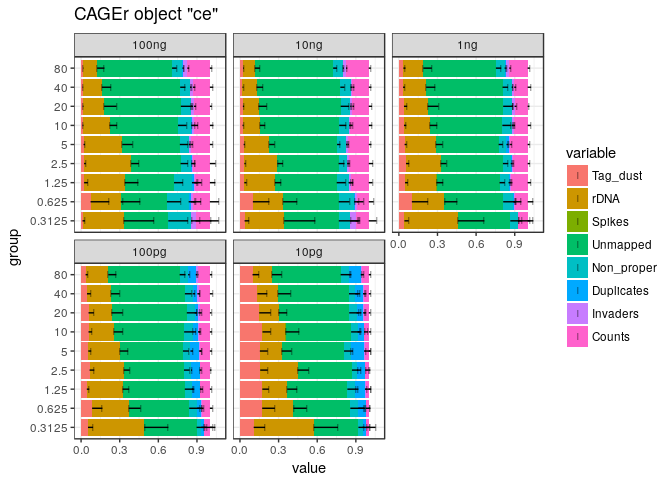 CAGEr object "ce"
100ng 10ng 1ng
80
40
20
10
5
2.5
1.25
0.625
0.3125
0.0 0.3 0.6 0.9
100pg 10pg
80
40
20
10
5
2.5
1.25
0.625
0.3125
0.0 0.3 0.6 0.9 0.0 0.3 0.6 0.9
value
group
variable
Tag_dust
rDNA
Spikes
Unmapped
Non_proper
Duplicates
Invaders
Counts